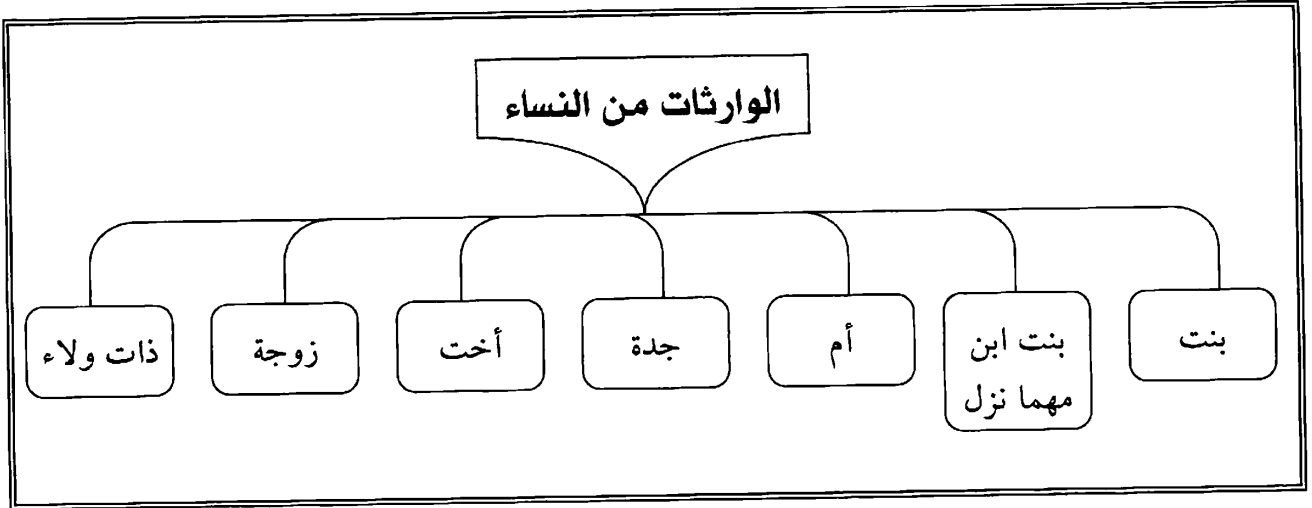 الوارثات من النساء
بنت
بنت ابن
مهما نزل
أم
جدة
أخت
زوجة
ذات ولاء